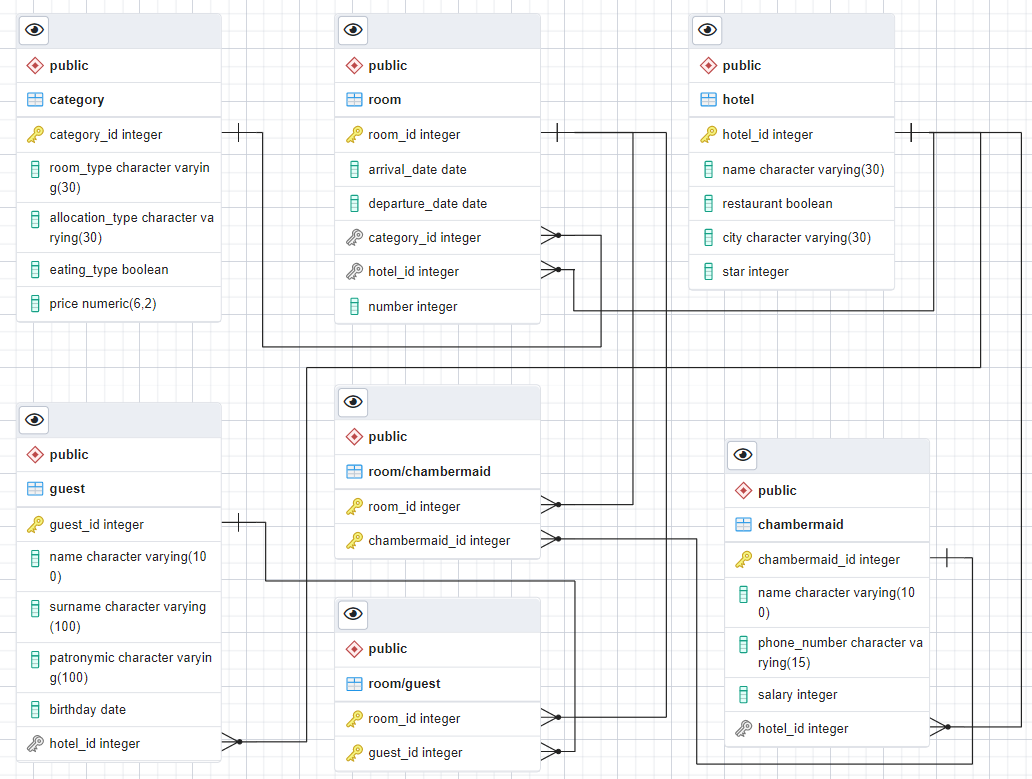 public
category
category_id integer
room_type character varyin
g(30)
allocation_type character va
rying(30)
eating_type boolean
price numeric(6,2)
public
room
room_id integer
arrival_date date
departure_date date
category_id integer
hotel_id integer
number integer
public
hotel
hotel_id integer
name character varying(30)
restaurant boolean
city character varying(30)
star integer
public
guest
guest_id integer
name character varying(10
0)
surname character varying
(100)
patronymic character varyin
g(100)
birthday date
hotel_id integer
public
room/chambermaid
room_id integer
chambermaid_id integer
public
room/guest
room_id integer
guest_id integer
public
chambermaid
chambermaid_id integer
name character varying(10
0)
phone_number character va
rying(15)
salary integer
hotel_id integer